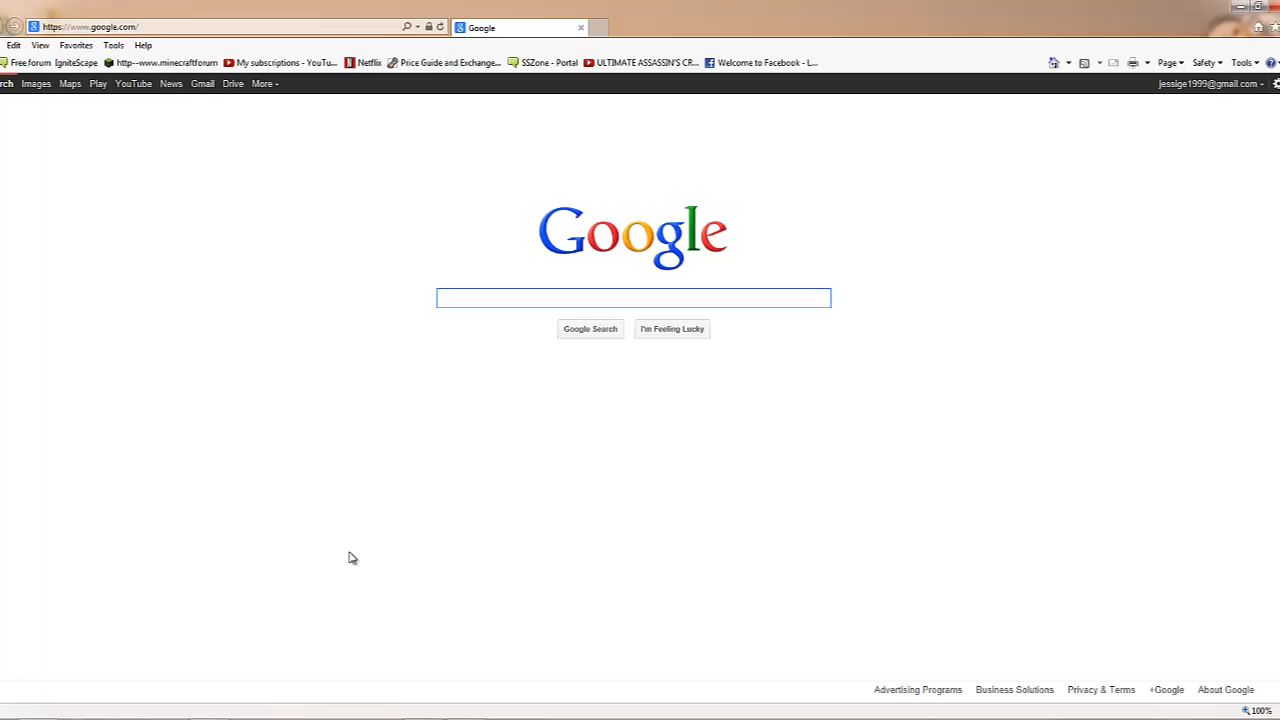 https://www.google.com/
Google
Edit View Favorites Tools Help
Free forum IgniteScape http--www.minecraftforum My subscriptions - YouTu... Netflix Price Guide and Exchange... SSZone - Portal ULTIMATE ASSASSIN'S CR... Welcome to Facebook - L...
Page Safety Tools
rch Images Maps Play YouTube News Gmail Drive More
jessige1999@gmail.com
Google
Google Search I'm Feeling Lucky
Advertising Programs Business Solutions Privacy & Terms +Google About Google
100%